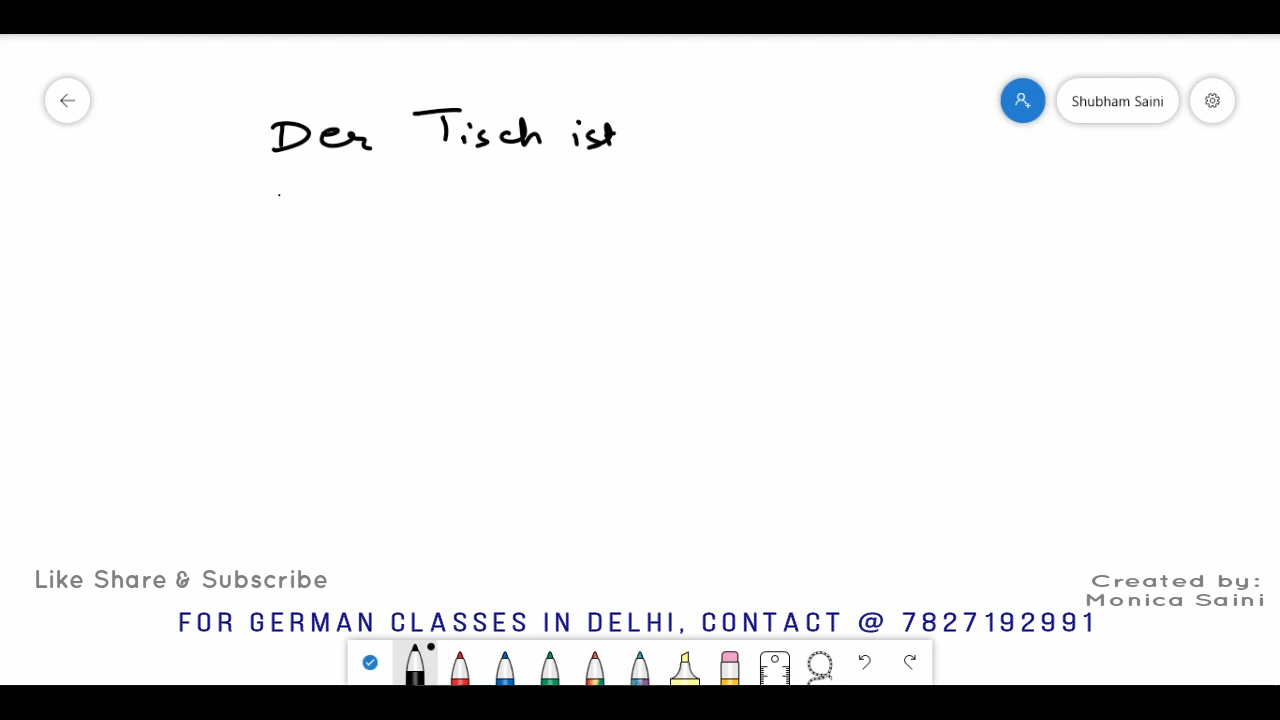 Shubham Saini
Der Tisch ist
Like Share & Subscribe
Created by:
Monica Saini
FOR GERMAN CLASSES IN DELHI, CONTACT @ 7827192991